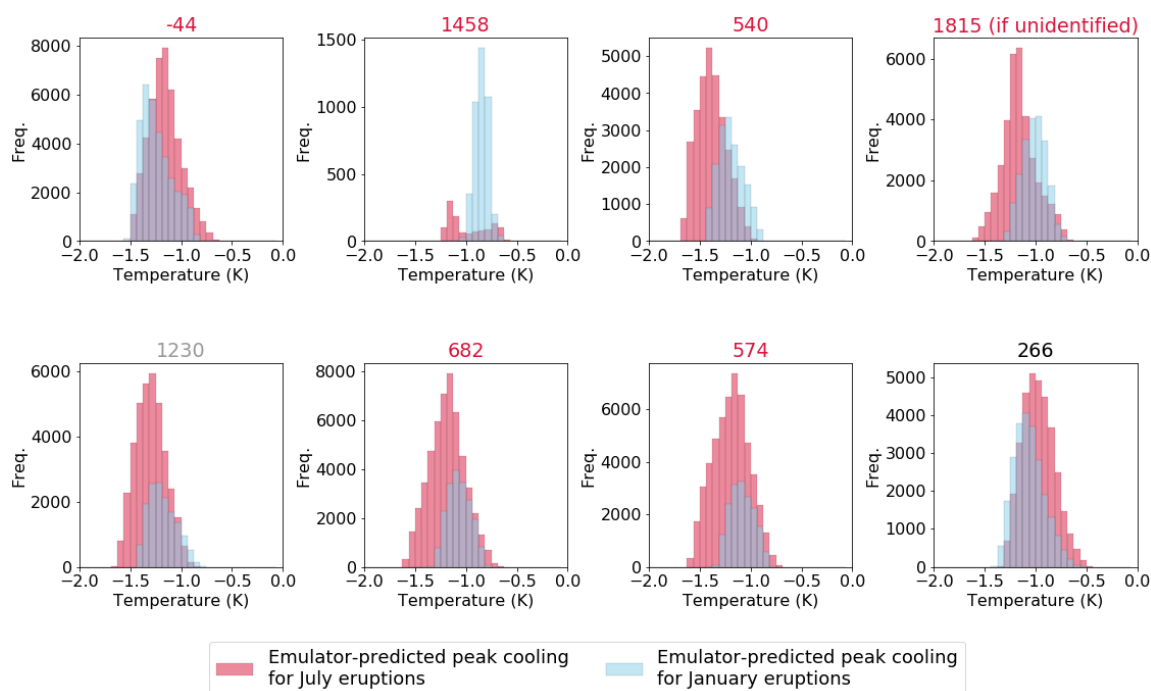 -44
1458
540
1815 (if unidentified)
8000
6000
4000
2000
0
Freq.
−2.0 −1.5 −1.0 −0.5 0.0
Temperature (K)
1500
1000
500
0
Freq.
−2.0 −1.5 −1.0 −0.5 0.0
Temperature (K)
5000
4000
3000
2000
1000
0
Freq.
−2.0 −1.5 −1.0 −0.5 0.0
Temperature (K)
6000
4000
2000
0
Freq.
−2.0 −1.5 −1.0 −0.5 0.0
Temperature (K)
1230
682
574
266
6000
4000
2000
0
Freq.
−2.0 −1.5 −1.0 −0.5 0.0
Temperature (K)
8000
6000
4000
2000
0
Freq.
−2.0 −1.5 −1.0 −0.5 0.0
Temperature (K)
6000
4000
2000
0
Freq.
−2.0 −1.5 −1.0 −0.5 0.0
Temperature (K)
5000
4000
3000
2000
1000
0
Freq.
−2.0 −1.5 −1.0 −0.5 0.0
Temperature (K)
Emulator-predicted peak cooling
for July eruptions
Emulator-predicted peak cooling
for January eruptions